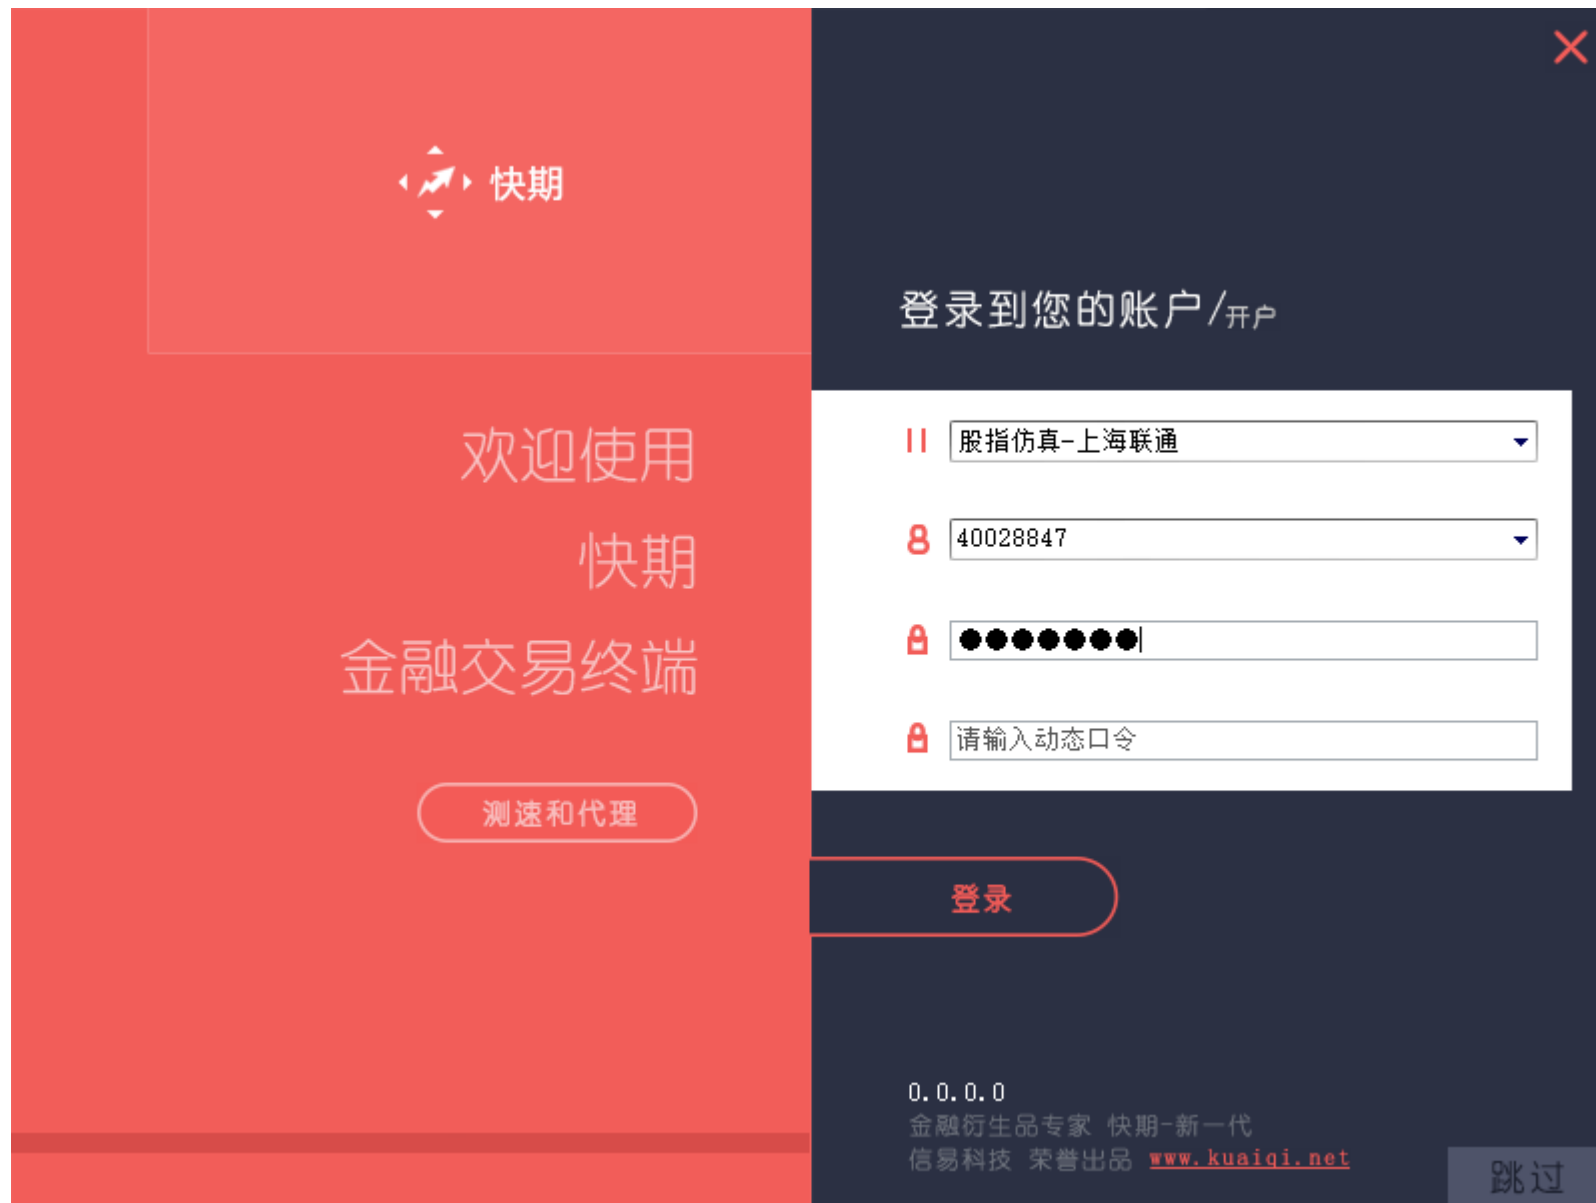 快期
欢迎使用
快期
金融交易终端
测速和代理
登录到您的账户/开户
股指仿真-上海联通
40028847
请输入动态口令
登录
0.0.0.0
金融衍生品专家 快期-新一代
信易科技 荣誉出品 www.kuaiqi.net
跳过